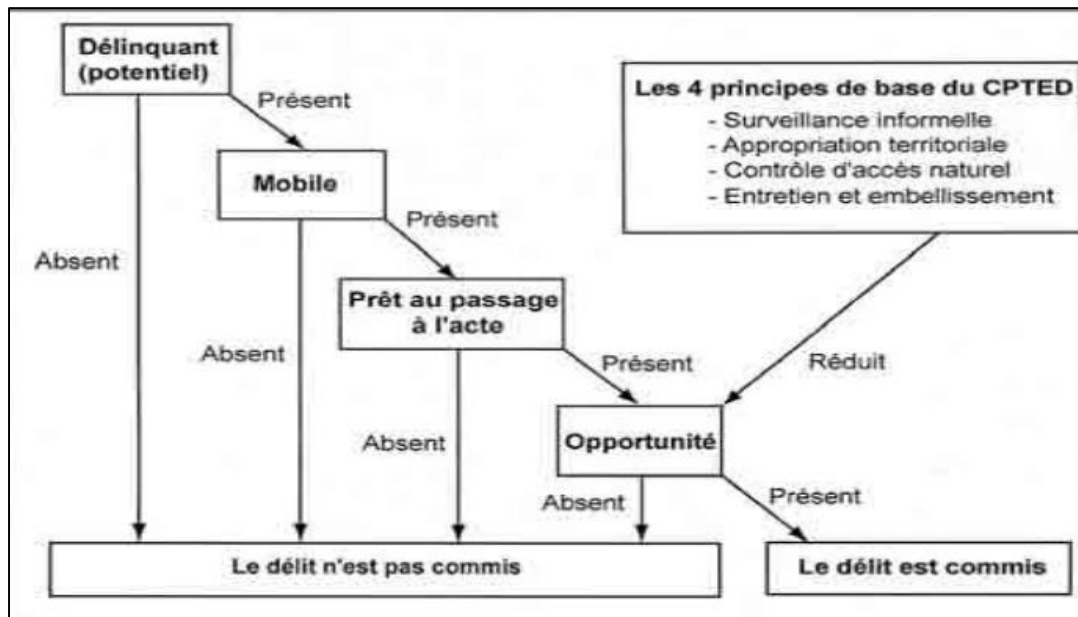 Délinquant
(potentiel)
Présent
Les 4 principes de base du CPTED
- Surveillance informelle
- Appropriation territoriale
- Contrôle d'accès naturel
- Entretien et embellissement
Mobile
Présent
Absent
Prêt au passage
à l'acte
Absent
Présent
Réduit
Absent
Opportunité
Absent
Présent
Le délit n'est pas commis
Le délit est commis